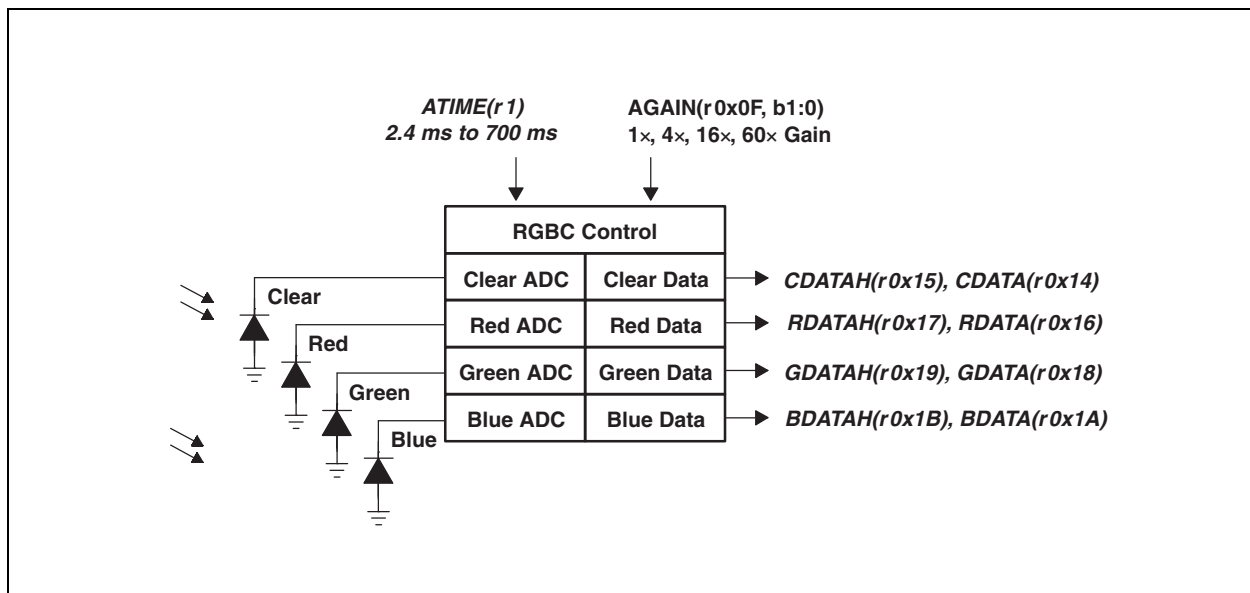 ATIME(r1)
2.4 ms to 700 ms
AGAIN(r0x0F, b1:0)
1×, 4×, 16×, 60× Gain
RGBC Control
Clear ADC
Clear Data
CDATAH(r0x15), CDATA(r0x14)
Clear
Red ADC
Red Data
RDATAH(r0x17), RDATA(r0x16)
Red
Green ADC
Green Data
GDATAH(r0x19), GDATA(r0x18)
Green
Blue ADC
Blue Data
BDATAH(r0x1B), BDATA(r0x1A)
Blue